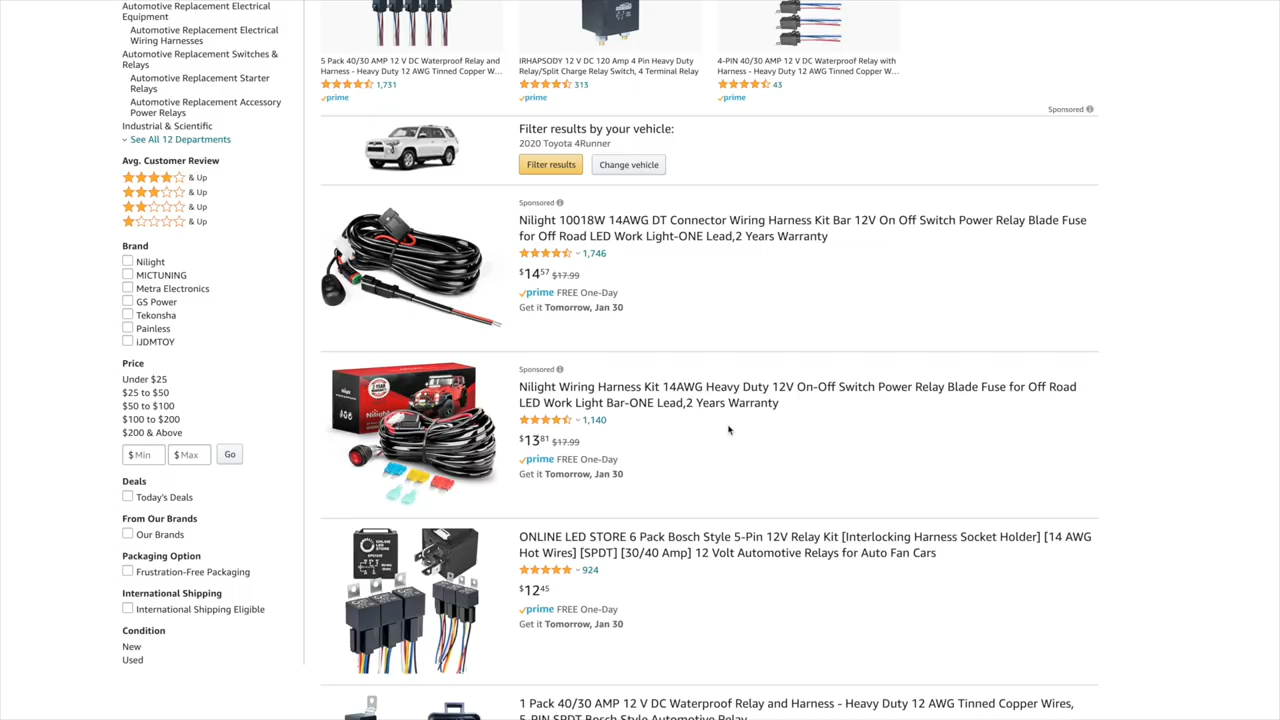 Automotive Replacement Electrical
Equipment
Automotive Replacement Electrical
Wiring Harnesses
Automotive Replacement Switches &
Relays
Automotive Replacement Starter
Relays
Automotive Replacement Accessory
Power Relays
Industrial & Scientific
See All 12 Departments
Avg. Customer Review
& Up
& Up
& Up
& Up
Brand
Nilight
MICTUNING
Metra Electronics
GS Power
Tekonsha
Painless
iJDMTOY
Price
Under $25
$25 to $50
$50 to $100
$100 to $200
$200 & Above
$ Min $ Max Go
Deals
Today's Deals
From Our Brands
Our Brands
Packaging Option
Frustration-Free Packaging
International Shipping
International Shipping Eligible
Condition
New
Used
5 Pack 40/30 AMP 12 V DC Waterproof Relay and
Harness - Heavy Duty 12 AWG Tinned Copper W...
1,731
prime
IRHAPSODY 12 V DC 120 Amp 4 Pin Heavy Duty
Relay/Split Charge Relay Switch, 4 Terminal Relay
313
prime
4-PIN 40/30 AMP 12 V DC Waterproof Relay with
Harness - Heavy Duty 12 AWG Tinned Copper W...
43
prime
Sponsored
Filter results by your vehicle:
2020 Toyota 4Runner
Filter results Change vehicle
Sponsored
Nilight 10018W 14AWG DT Connector Wiring Harness Kit Bar 12V On Off Switch Power Relay Blade Fuse
for Off Road LED Work Light-ONE Lead,2 Years Warranty
1,746
$14 57 $17.99
prime FREE One-Day
Get it Tomorrow, Jan 30
Sponsored
Nilight Wiring Harness Kit 14AWG Heavy Duty 12V On-Off Switch Power Relay Blade Fuse for Off Road
LED Work Light Bar-ONE Lead,2 Years Warranty
1,140
$13 81 $17.99
prime FREE One-Day
Get it Tomorrow, Jan 30
Nilight
ONLINE LED STORE 6 Pack Bosch Style 5-Pin 12V Relay Kit [Interlocking Harness Socket Holder] [14 AWG
Hot Wires] [SPDT] [30/40 Amp] 12 Volt Automotive Relays for Auto Fan Cars
924
$12 45
prime FREE One-Day
Get it Tomorrow, Jan 30
ONLINE
LED
STORE
1 Pack 40/30 AMP 12 V DC Waterproof Relay and Harness - Heavy Duty 12 AWG Tinned Copper Wires,
5-PIN SPDT Bosch Style Automotive Relay